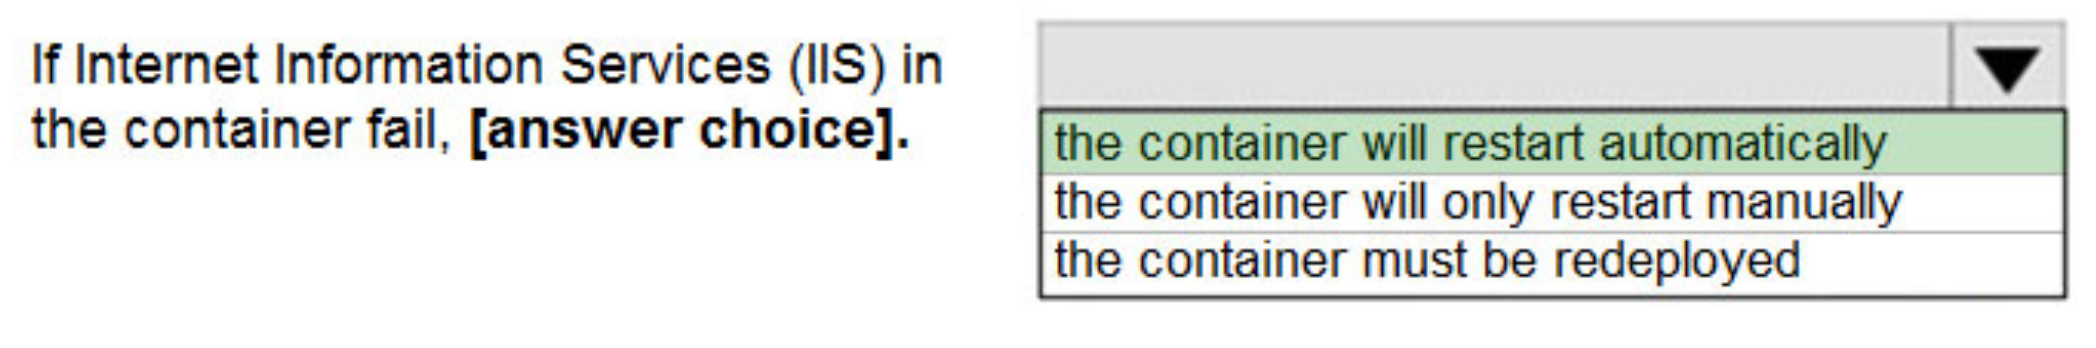 If Internet Information Services (IIS) in
the container fail, [answer choice].
the container will restart automatically
the container will only restart manually
the container must be redeployed